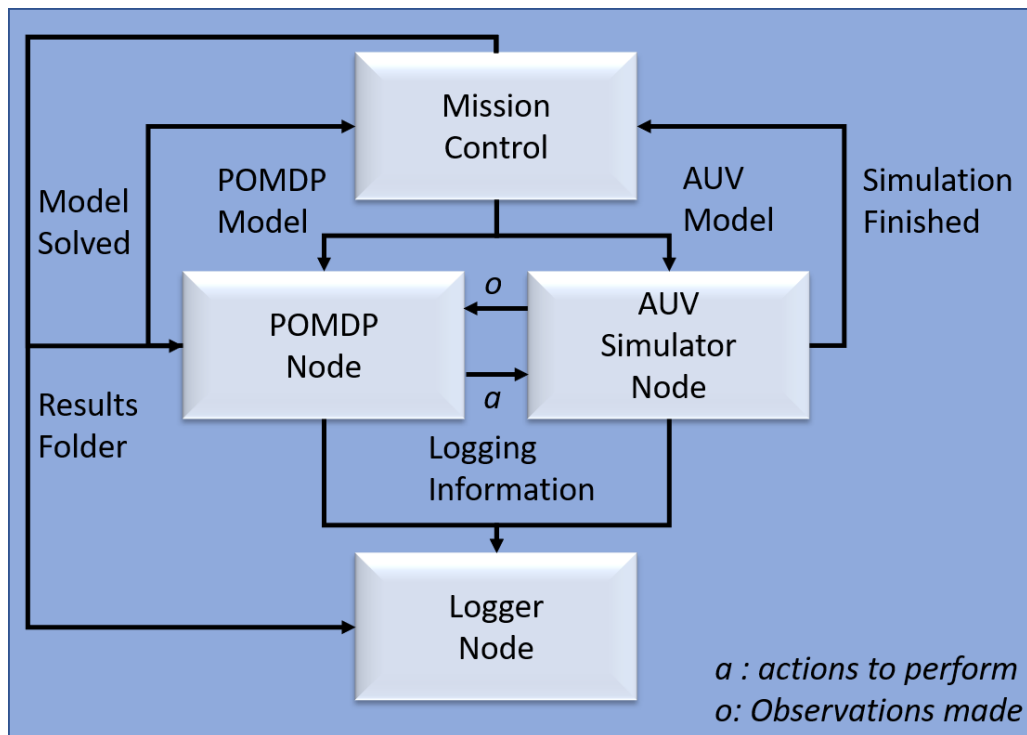 Mission
Control
POMDP
Model
AUV
Model
Simulation
Finished
Model
Solved
o
POMDP
Node
AUV
Simulator
Node
a
Results
Folder
Logging
Information
Logger
Node
a : actions to perform
o: Observations made